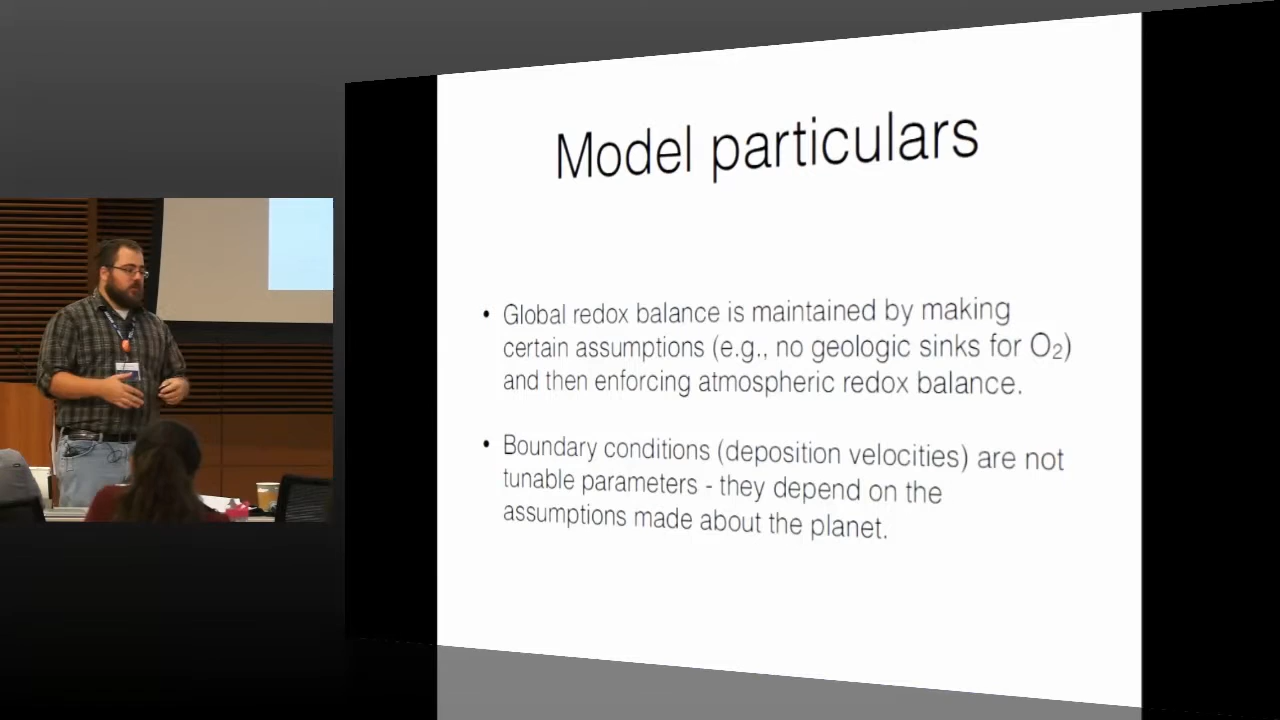 Model particulars
• Global redox balance is maintained by making
certain assumptions (e.g., no geologic sinks for O₂)
and then enforcing atmospheric redox balance.
• Boundary conditions (deposition velocities) are not
tunable parameters - they depend on the
assumptions made about the planet.